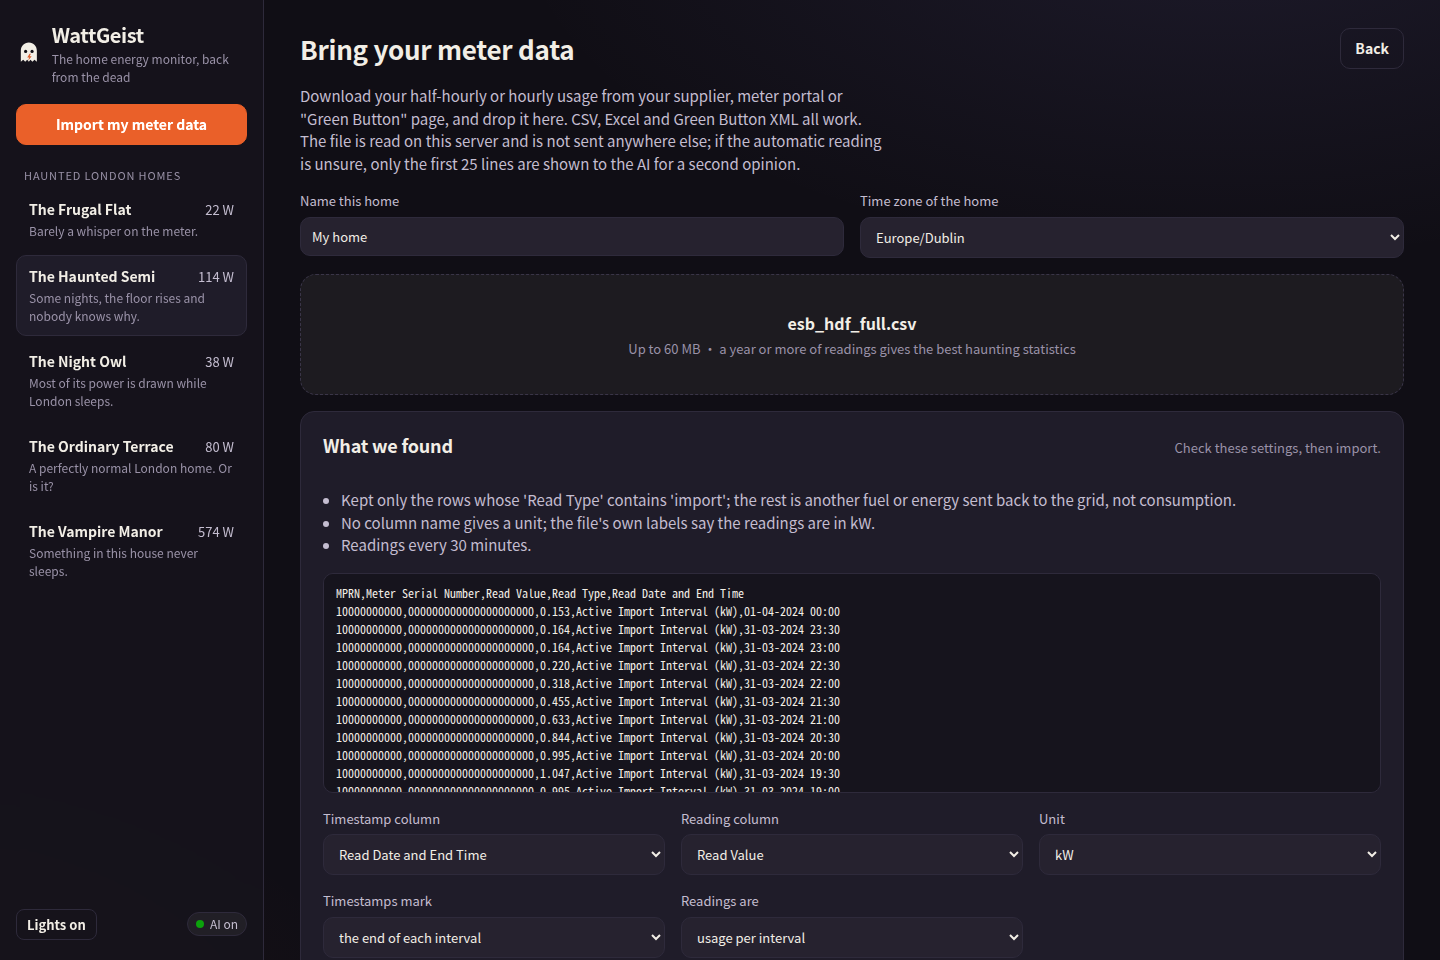 WattGeist
The home energy monitor, back
from the dead
Import my meter data
HAUNTED LONDON HOMES
The Frugal Flat 22 W
Barely a whisper on the meter.
The Haunted Semi 114 W
Some nights, the floor rises and
nobody knows why.
The Night Owl 38 W
Most of its power is drawn while
London sleeps.
The Ordinary Terrace 80 W
A perfectly normal London home. Or
is it?
The Vampire Manor 574 W
Something in this house never
sleeps.
Lights on
AI on
Bring your meter data
Back
Download your half-hourly or hourly usage from your supplier, meter portal or
"Green Button" page, and drop it here. CSV, Excel and Green Button XML all work.
The file is read on this server and is not sent anywhere else; if the automatic reading
is unsure, only the first 25 lines are shown to the AI for a second opinion.
Name this home
My home
Time zone of the home
Europe/Dublin
esb_hdf_full.csv
Up to 60 MB • a year or more of readings gives the best haunting statistics
What we found
Check these settings, then import.
• Kept only the rows whose 'Read Type' contains 'import'; the rest is another fuel or energy sent back to the grid, not consumption.
• No column name gives a unit; the file's own labels say the readings are in kW.
• Readings every 30 minutes.
MPRN,Meter Serial Number,Read Value,Read Type,Read Date and End Time
10000000000,000000000000000000000,0.153,Active Import Interval (kW),01-04-2024 00:00
10000000000,000000000000000000000,0.164,Active Import Interval (kW),31-03-2024 23:30
10000000000,000000000000000000000,0.164,Active Import Interval (kW),31-03-2024 23:00
10000000000,000000000000000000000,0.220,Active Import Interval (kW),31-03-2024 22:30
10000000000,000000000000000000000,0.318,Active Import Interval (kW),31-03-2024 22:00
10000000000,000000000000000000000,0.455,Active Import Interval (kW),31-03-2024 21:30
10000000000,000000000000000000000,0.633,Active Import Interval (kW),31-03-2024 21:00
10000000000,000000000000000000000,0.844,Active Import Interval (kW),31-03-2024 20:30
10000000000,000000000000000000000,0.995,Active Import Interval (kW),31-03-2024 20:00
10000000000,000000000000000000000,1.047,Active Import Interval (kW),31-03-2024 19:30
10000000000,000000000000000000000,0.995,Active Import Interval (kW),31-03-2024 19:00
Timestamp column
Read Date and End Time
Reading column
Read Value
Unit
kW
Timestamps mark
the end of each interval
Readings are
usage per interval